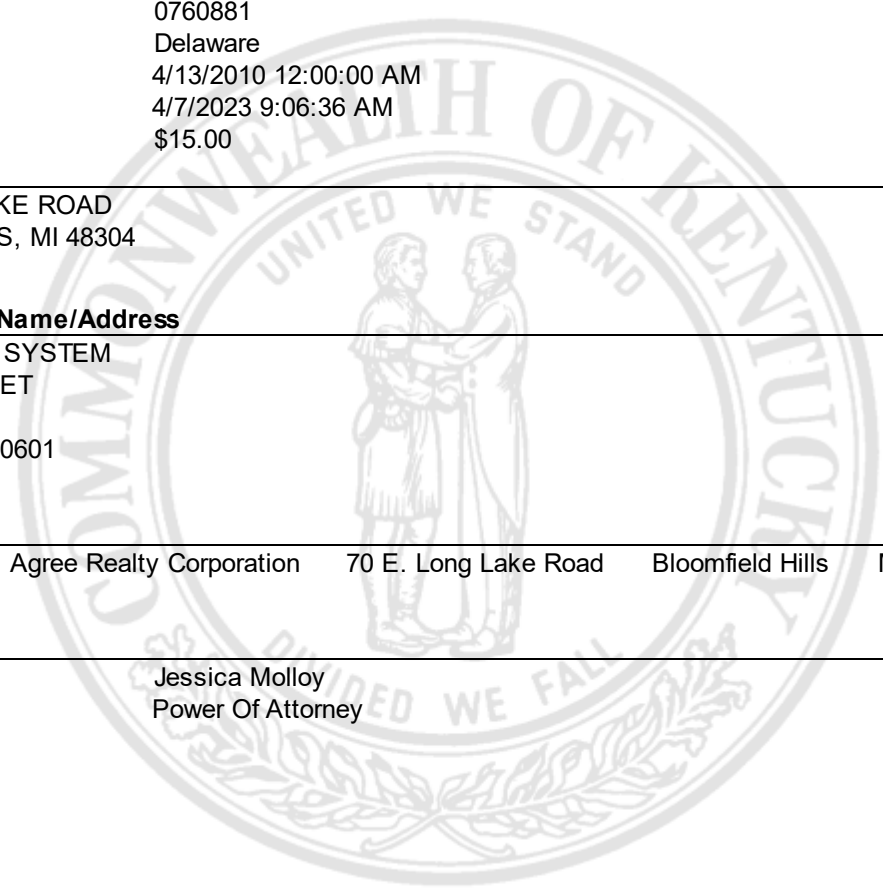 0760881
Delaware
4/13/2010 12:00:00 AM
4/7/2023 9:06:36 AM
$15.00
KE ROAD
S, MI 48304
Name/Address
SYSTEM
ET
0601
Agree Realty Corporation 70 E. Long Lake Road Bloomfield Hills
Jessica Molloy
Power Of Attorney
COMMONWEALTH OF KENTUCKY
UNITED WE STAND
DIVIDED WE FALL